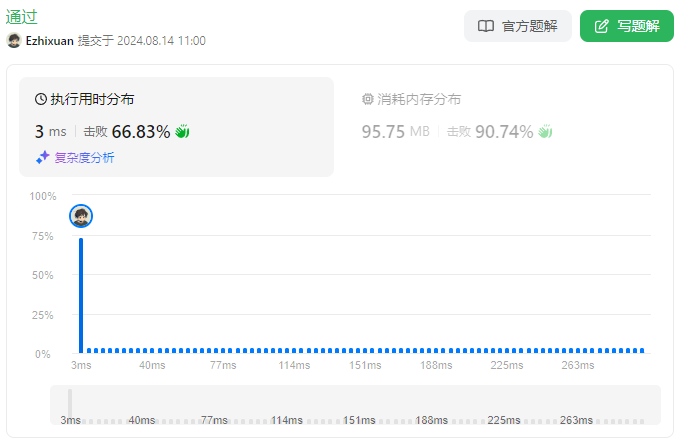 通过
Ezhixuan 提交于 2024.08.14 11:00
官方题解
写题解
执行用时分布
3 ms 击败 66.83%
复杂度分析
消耗内存分布
95.75 MB 击败 90.74%
100%
75%
50%
25%
0%
3ms 40ms 77ms 114ms 151ms 188ms 225ms 263ms
3ms 40ms 77ms 114ms 151ms 188ms 225ms 263ms